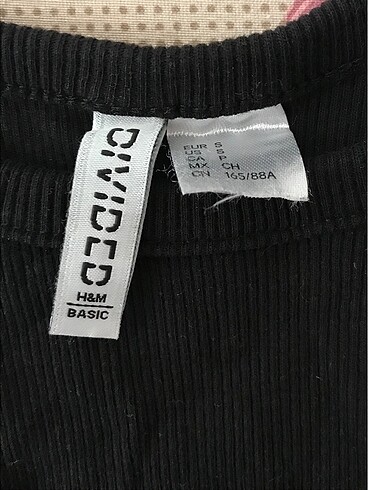 DIVIDED
H&M
BASIC
EUR S
US S
CA P
MX CH
CN 165/88A